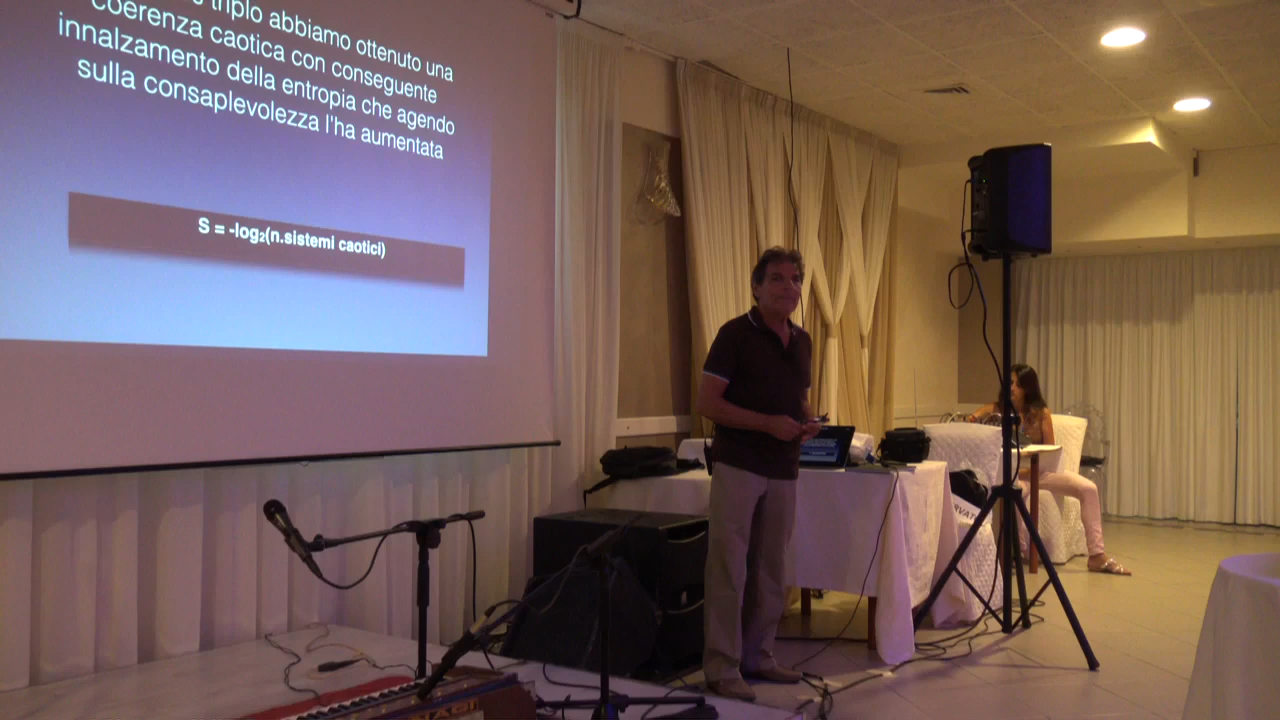 triplo abbiamo ottenuto una
coerenza caotica con conseguente
innalzamento della entropia che agendo
sulla consaplevolezza l'ha aumentata
S = -log₂(n.sistemi caotici)
RVAT